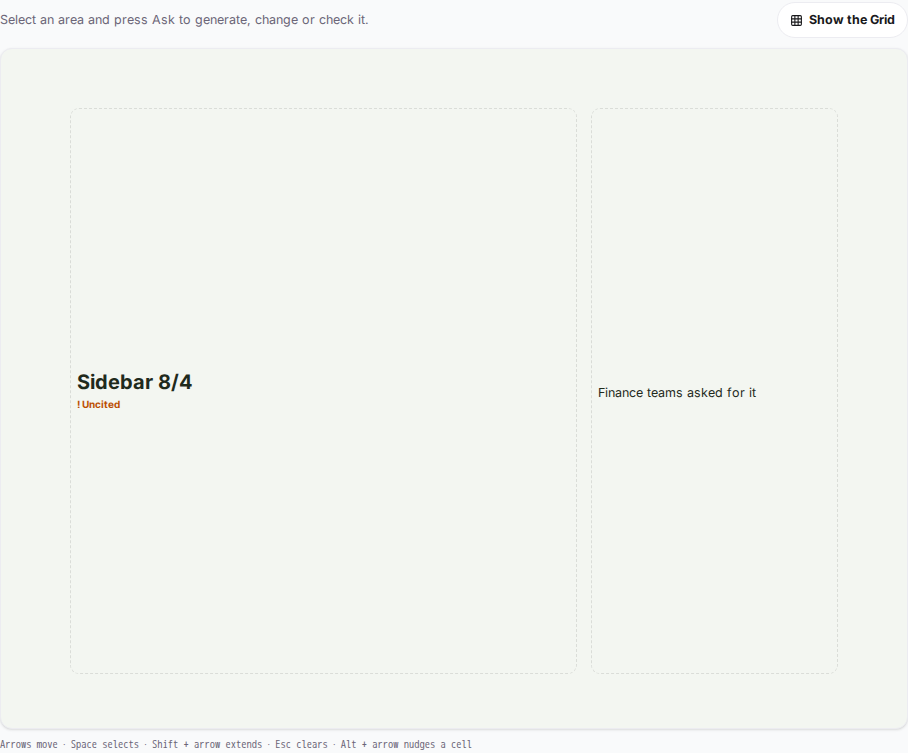 Select an area and press Ask to generate, change or check it.
Show the Grid
Sidebar 8/4
! Uncited
Finance teams asked for it
Arrows move · Space selects · Shift + arrow extends · Esc clears · Alt + arrow nudges a cell